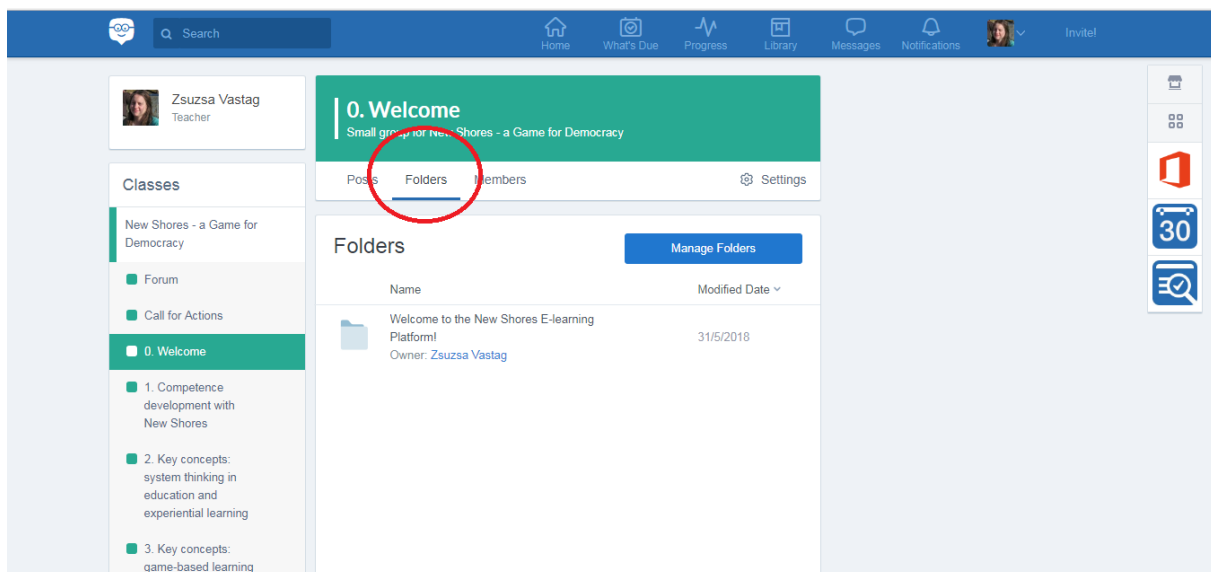 Search
Home
What's Due
Progress
Library
Messages
Notifications
Invite!
Zsuzsa Vastag
Teacher
Classes
New Shores - a Game for
Democracy
Forum
Call for Actions
0. Welcome
1. Competence
development with
New Shores
2. Key concepts:
system thinking in
education and
experiential learning
3. Key concepts:
game-based learning
0. Welcome
Small group for New Shores - a Game for Democracy
Posts
Folders
Members
Settings
Folders
Manage Folders
Name
Modified Date
Welcome to the New Shores E-learning
Platform!
Owner: Zsuzsa Vastag
31/5/2018
30